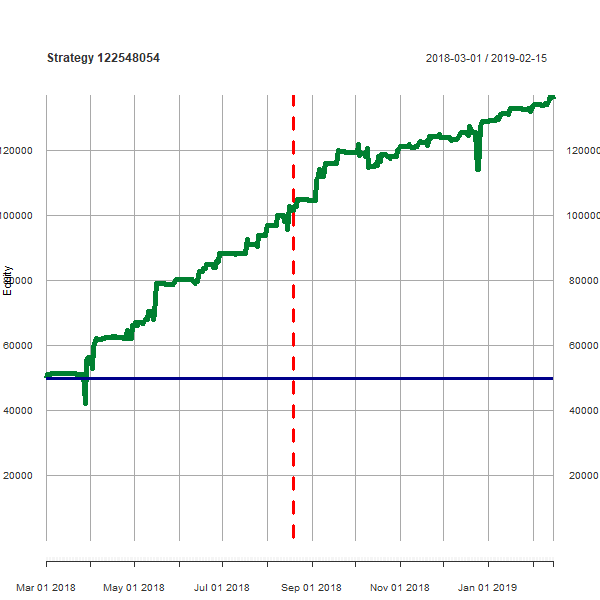 Strategy 122548054
2018-03-01 / 2019-02-15
120000
100000
80000
60000
40000
20000
Equity
120000
100000
80000
60000
40000
20000
Mar 01 2018
May 01 2018
Jul 01 2018
Sep 01 2018
Nov 01 2018
Jan 01 2019